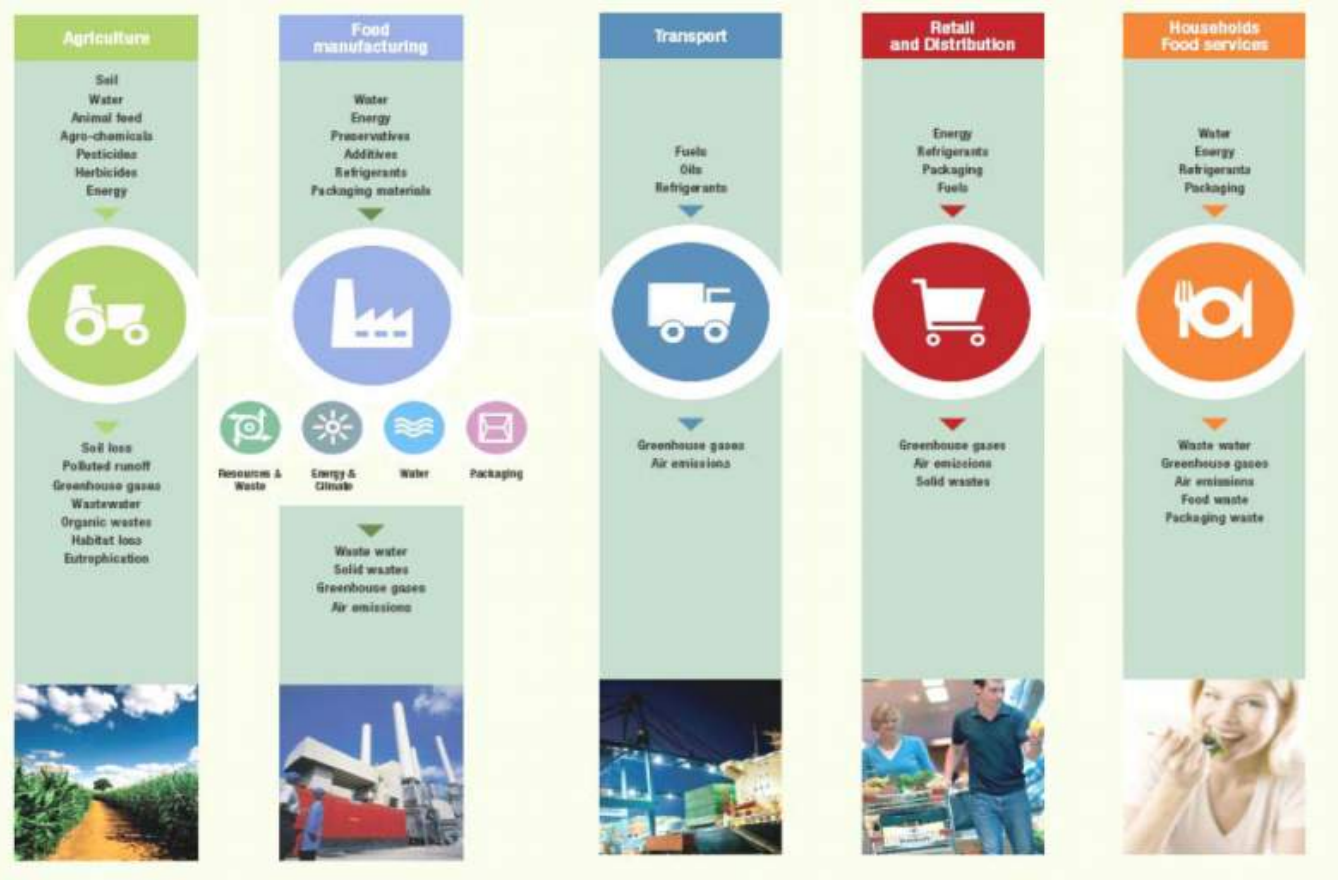 Agriculture
Soil
Water
Animal feed
Agro-chemicals
Pesticides
Herbicides
Energy
Soil loss
Polluted runoff
Greenhouse gases
Wastewater
Organic wastes
Habitat loss
Eutrophication
Food
manufacturing
Water
Energy
Preservatives
Additives
Refrigerants
Packaging materials
Resources &
Waste
Energy &
Climate
Water
Packaging
Waste water
Solid wastes
Greenhouse gases
Air emissions
Transport
Fuels
Oils
Refrigerants
Greenhouse gases
Air emissions
Retail
and Distribution
Energy
Refrigerants
Packaging
Fuels
Greenhouse gases
Air emissions
Solid wastes
Households
Food services
Water
Energy
Refrigerants
Packaging
Waste water
Greenhouse gases
Air emissions
Food waste
Packaging waste